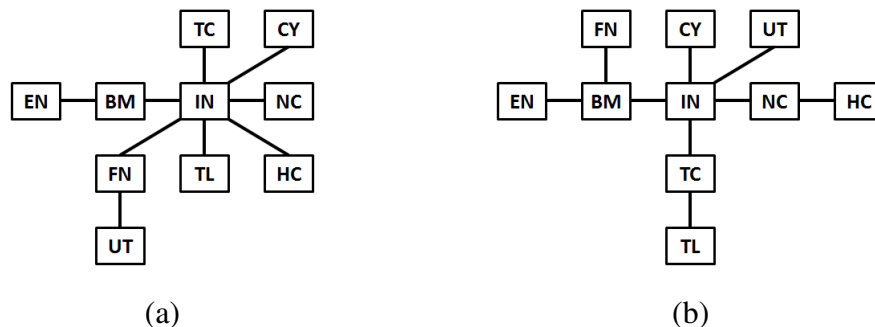 TC CY
EN BM IN NC
FN TL HC
UT
(a)
FN CY UT
EN BM IN NC HC
TC
TL
(b)